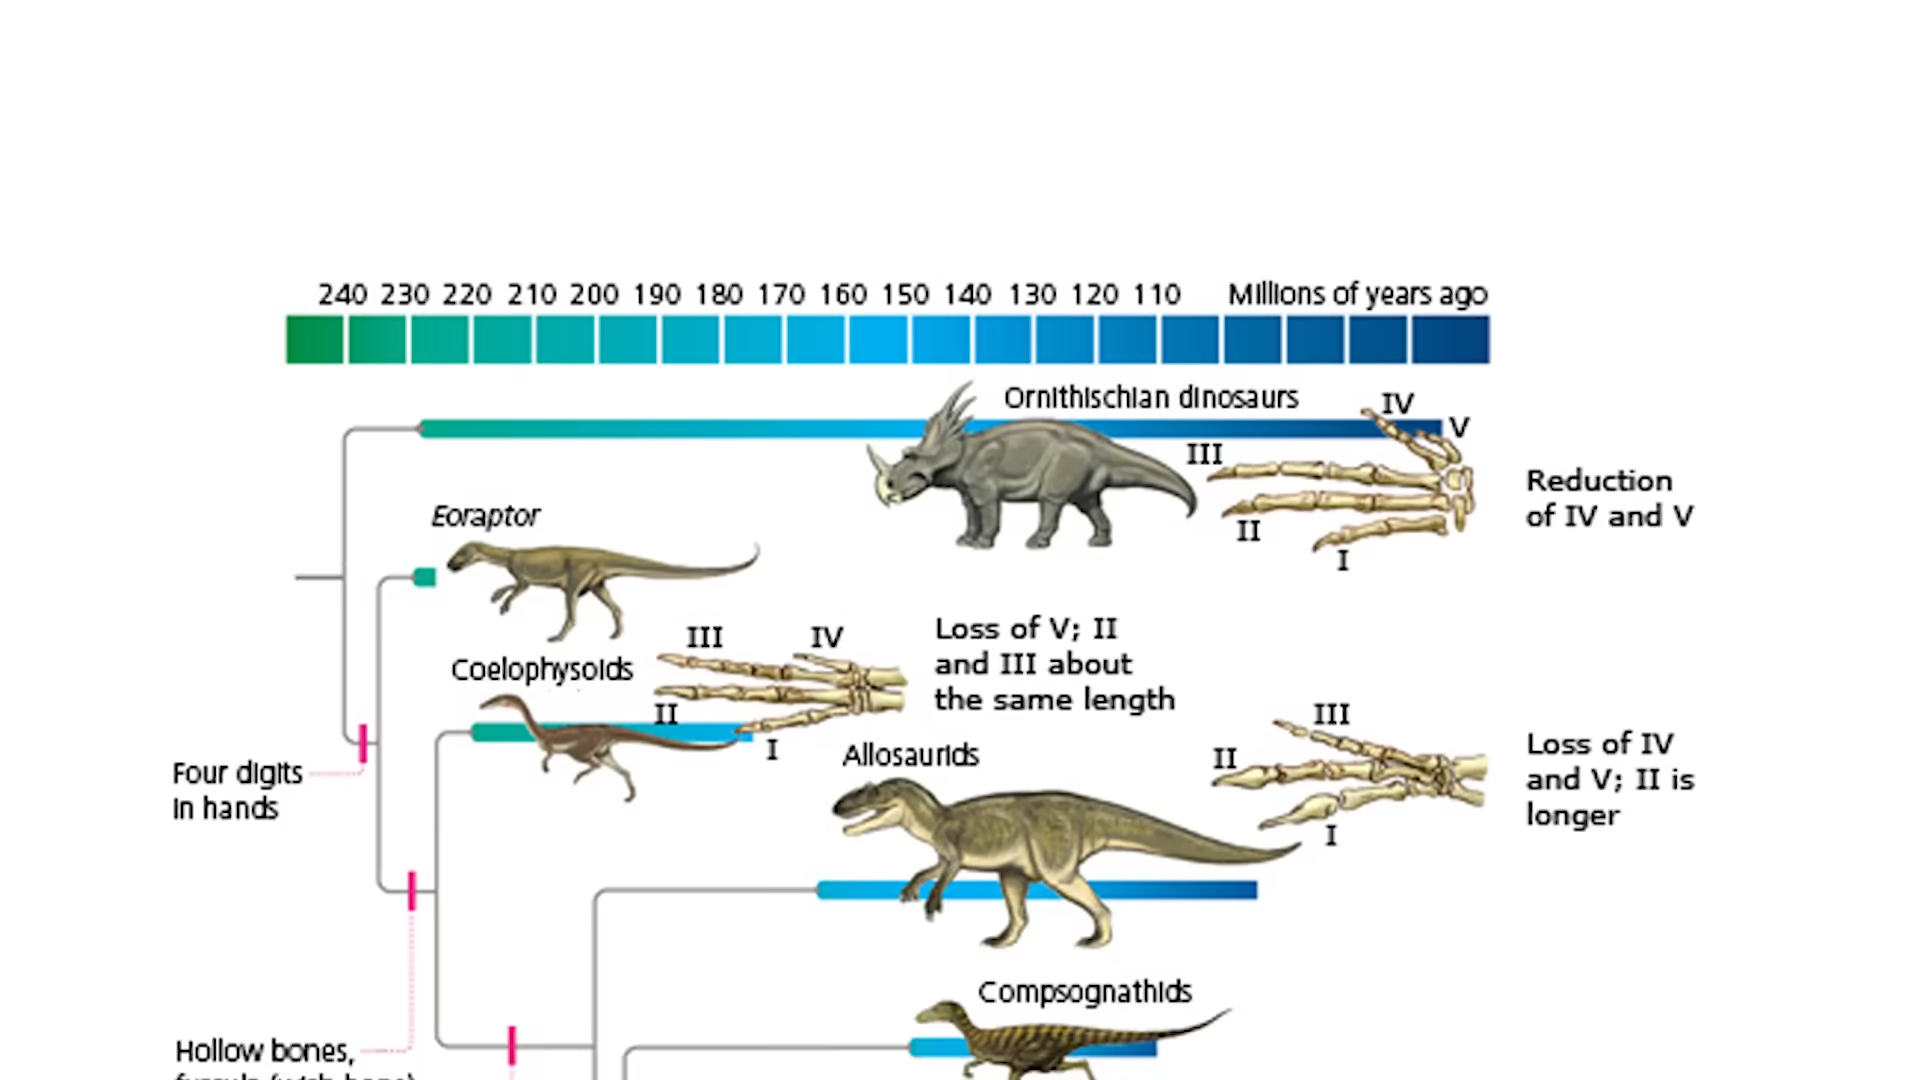 240 230 220 210 200 190 180 170 160 150 140 130 120 110 Millions of years ago
Ornithischian dinosaurs
IV
V
III
II
I
Reduction
of IV and V
Eoraptor
Coelophysoids
III
IV
II
I
Loss of V; II
and III about
the same length
Allosaurids
III
II
I
Loss of IV
and V; II is
longer
Four digits
in hands
Compsognathids
Hollow bones,